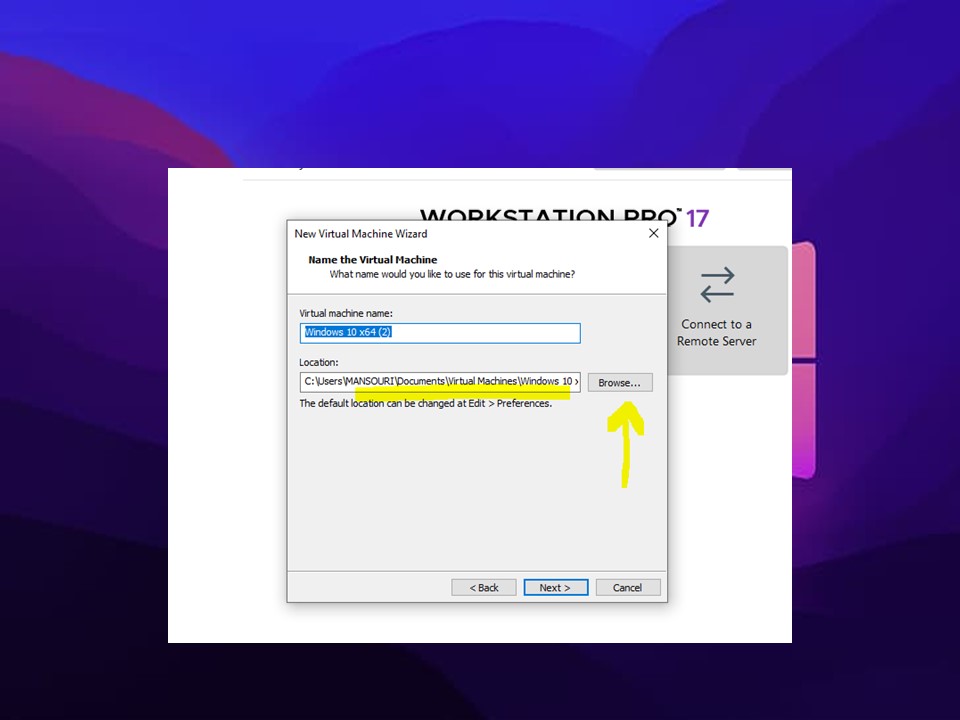 WORKSTATION PRO™ 17
New Virtual Machine Wizard
Name the Virtual Machine
What name would you like to use for this virtual machine?
Virtual machine name:
Windows 10 x64 (2)
Location:
C:\Users\MANSOURI\Documents\Virtual Machines\Windows 10 x
Browse...
The default location can be changed at Edit > Preferences.
Connect to a
Remote Server
< Back
Next >
Cancel